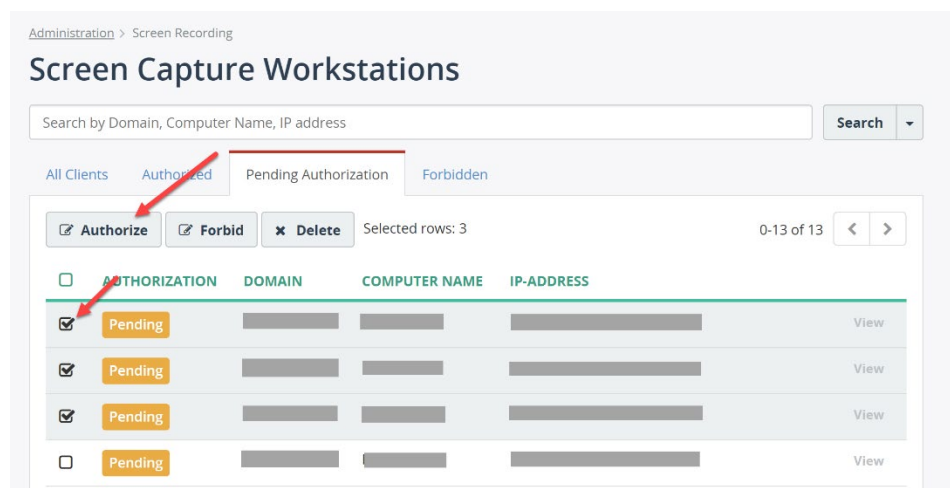 Administration > Screen Recording
Screen Capture Workstations
Search by Domain, Computer Name, IP address Search
All Clients Authorized Pending Authorization Forbidden
Authorize Forbid Delete Selected rows: 3 0-13 of 13 < >
AUTHORIZATION DOMAIN COMPUTER NAME IP-ADDRESS
Pending View
Pending View
Pending View
Pending View